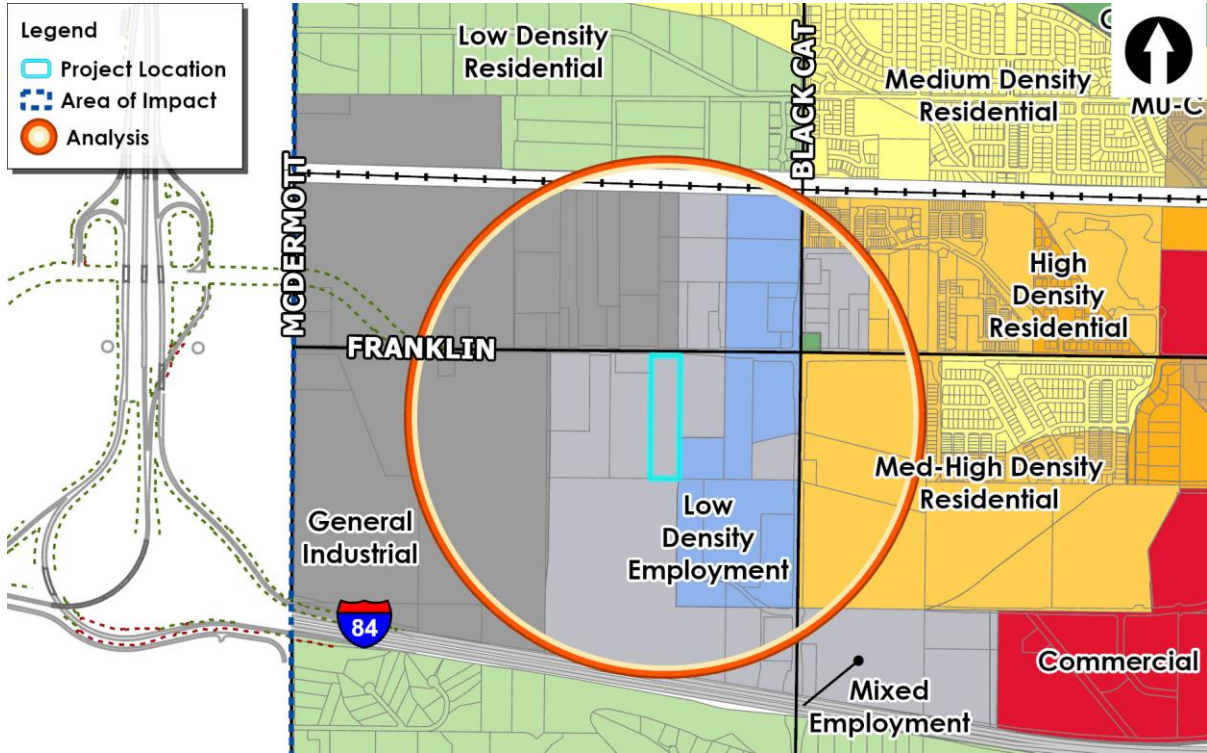 Legend
Project Location
Area of Impact
Analysis
Low Density
Residential
BLACK CAT
Medium Density
Residential
MU-C
MCDERMOTT
High
Density
Residential
FRANKLIN
Med-High Density
Residential
General
Industrial
Low
Density
Employment
84
Commercial
Mixed
Employment